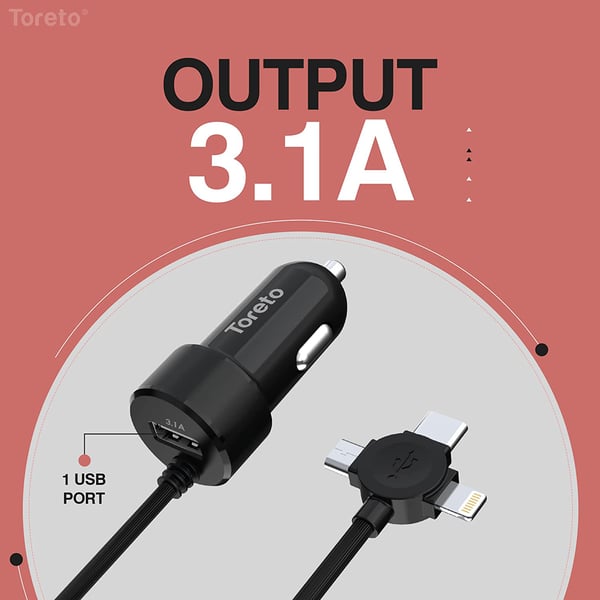 Toreto®
OUTPUT
3.1A
Toreto
3.1A
1 USB
PORT